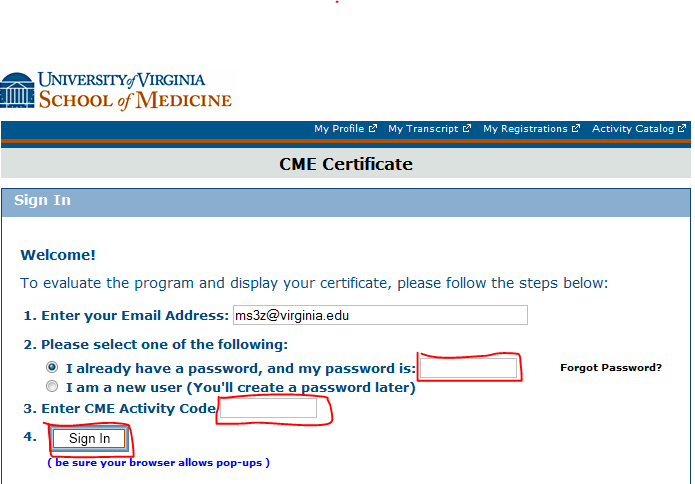 UNIVERSITY of VIRGINIA
SCHOOL of MEDICINE
My Profile My Transcript My Registrations Activity Catalog
CME Certificate
Sign In
Welcome!
To evaluate the program and display your certificate, please follow the steps below:
1. Enter your Email Address: ms3z@virginia.edu
2. Please select one of the following:
I already have a password, and my password is: Forgot Password?
I am a new user (You'll create a password later)
3. Enter CME Activity Code
4. Sign In
( be sure your browser allows pop-ups )